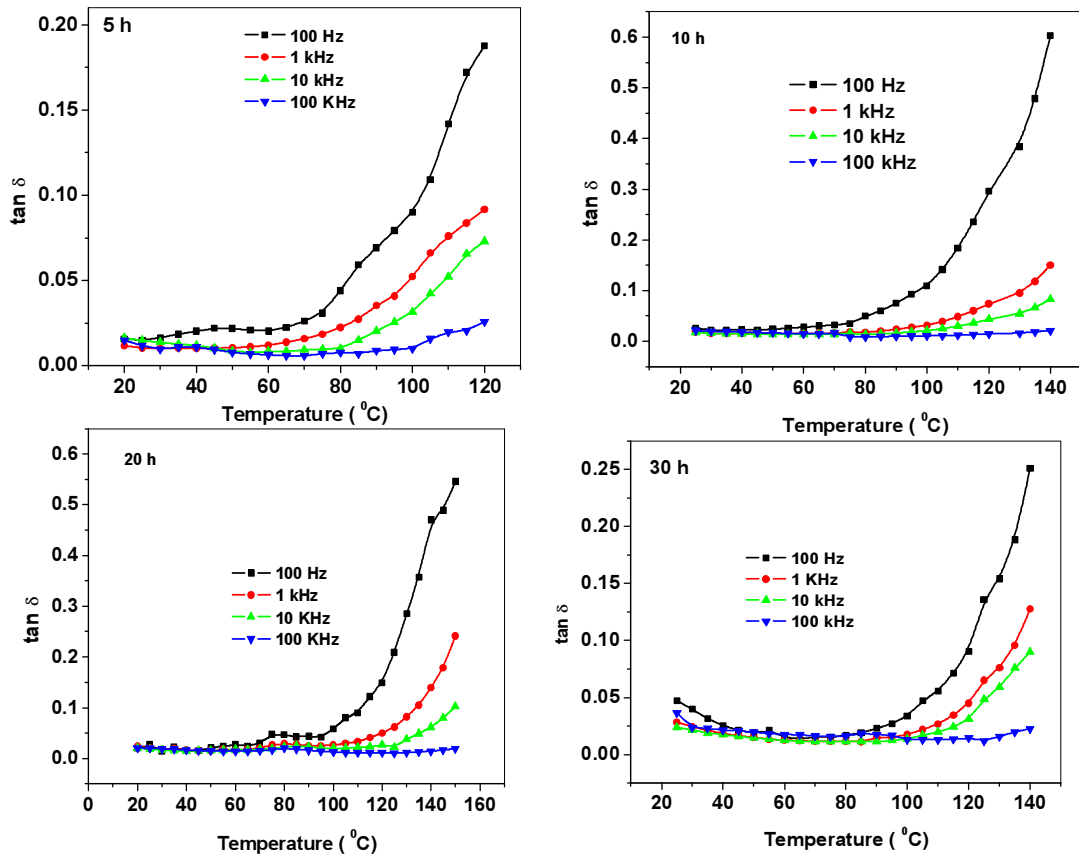 5 h
100 Hz
1 kHz
10 kHz
100 KHz
tan δ
0.20
0.15
0.10
0.05
0.00
20 40 60 80 100 120
Temperature ( ⁰C)
10 h
100 Hz
1 kHz
10 kHz
100 kHz
tan δ
0.6
0.5
0.4
0.3
0.2
0.1
0.0
20 40 60 80 100 120 140
Temperature ( ⁰C)
20 h
100 Hz
1 kHz
10 KHz
100 KHz
tan δ
0.6
0.5
0.4
0.3
0.2
0.1
0.0
0 20 40 60 80 100 120 140 160
Temperature ( ⁰C)
30 h
100 Hz
1 KHz
10 kHz
100 kHz
tan δ
0.25
0.20
0.15
0.10
0.05
0.00
20 40 60 80 100 120 140
Temperature ( ⁰C)